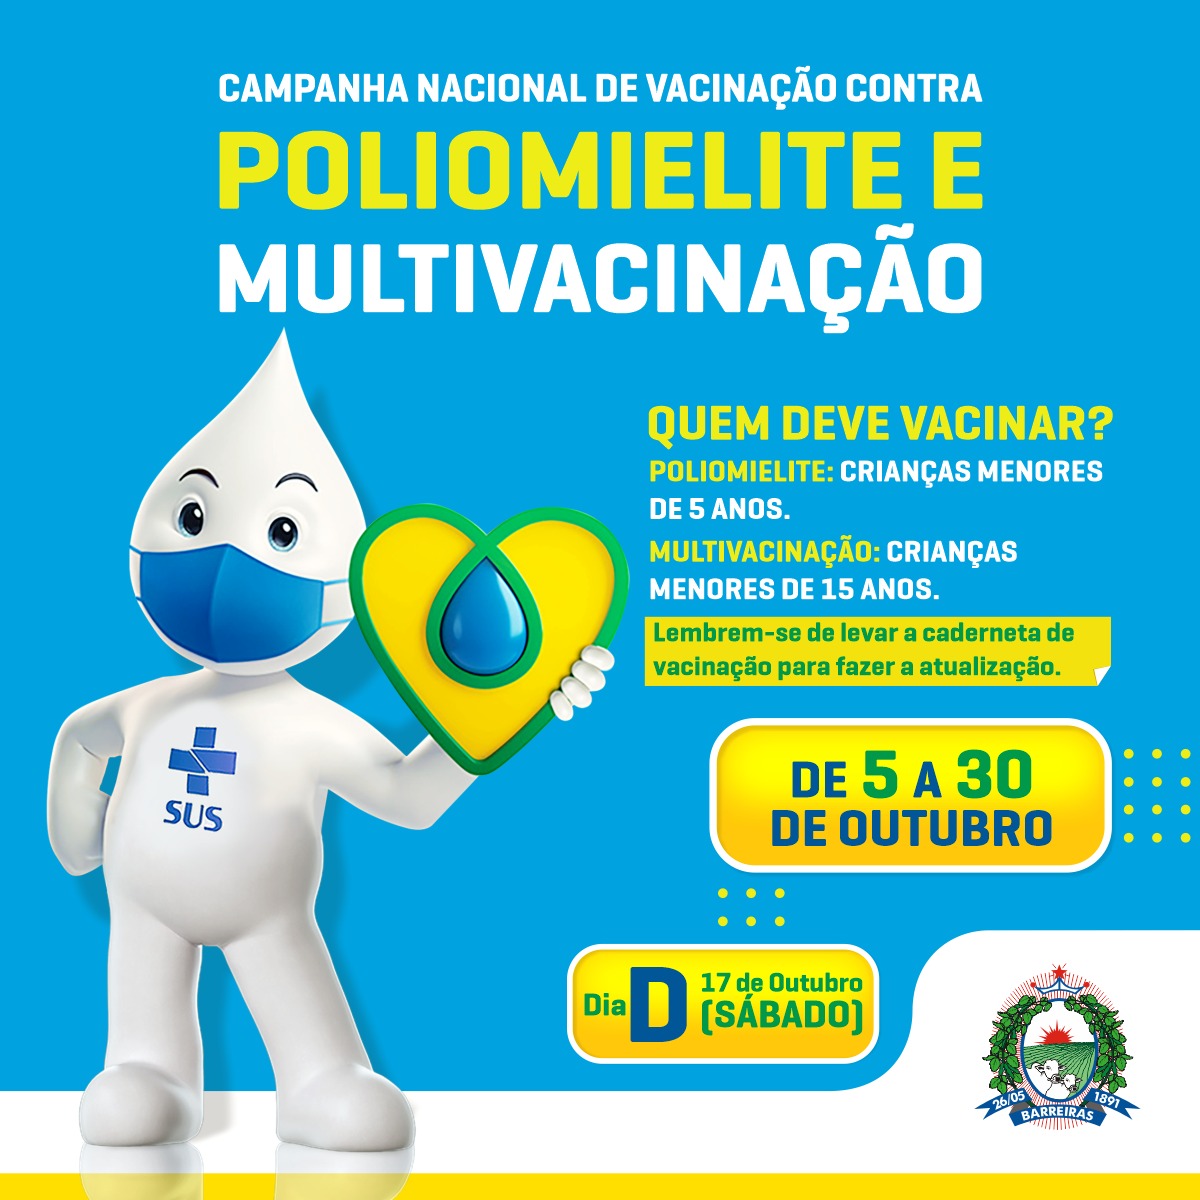 CAMPANHA NACIONAL DE VACINAÇÃO CONTRA
POLIOMIELITE E
MULTIVACINAÇÃO
QUEM DEVE VACINAR?
POLIOMIELITE: CRIANÇAS MENORES
DE 5 ANOS.
MULTIVACINAÇÃO: CRIANÇAS
MENORES DE 15 ANOS.
Lembrem-se de levar a caderneta de
vacinação para fazer a atualização.
SUS
DE 5 A 30
DE OUTUBRO
Dia D
17 de Outubro
(SÁBADO)
26/05 BARREIRAS 1891